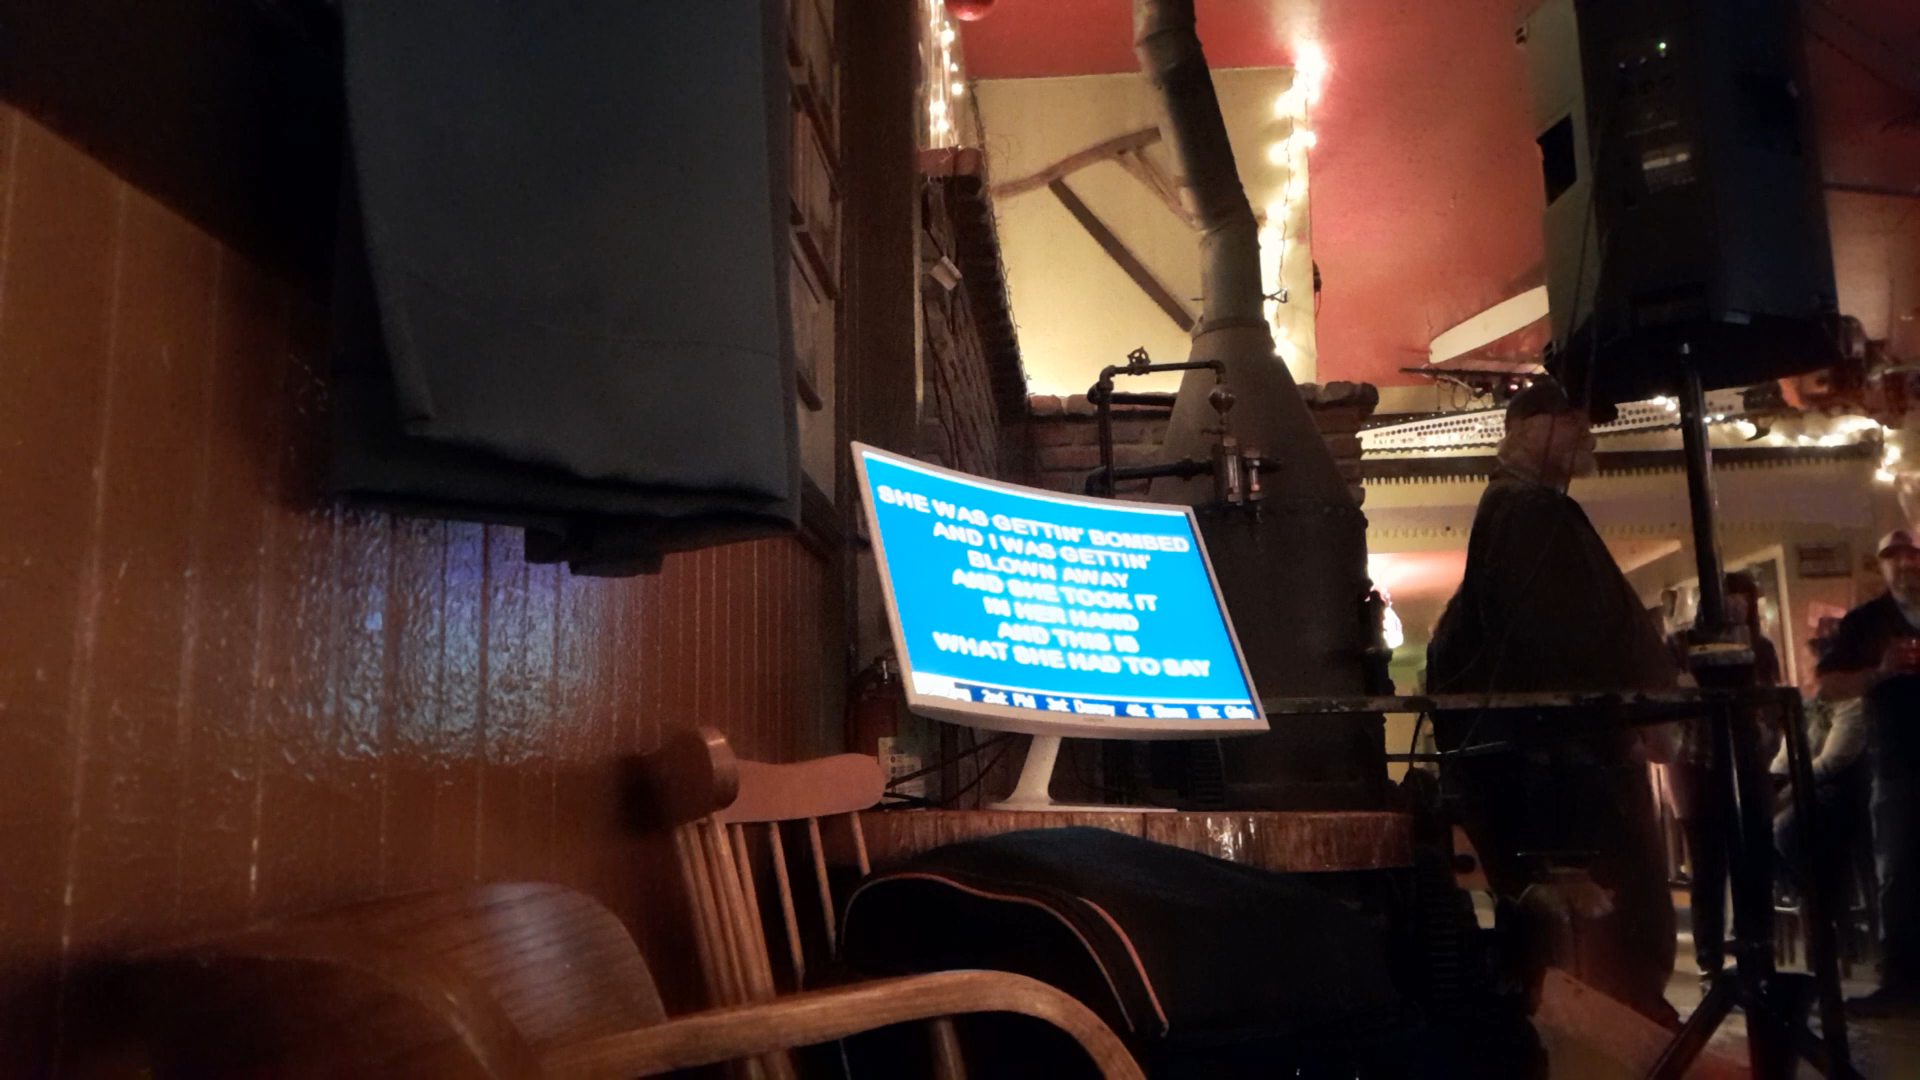 SHE WAS GETTIN' BOMBED
AND I WAS GETTIN'
BLOWN AWAY
AND SHE TOOK IT
IN HER HAND
AND THIS IS
WHAT SHE HAD TO SAY
2nd: Phil 3rd: Danny 4th: Steve 5th: